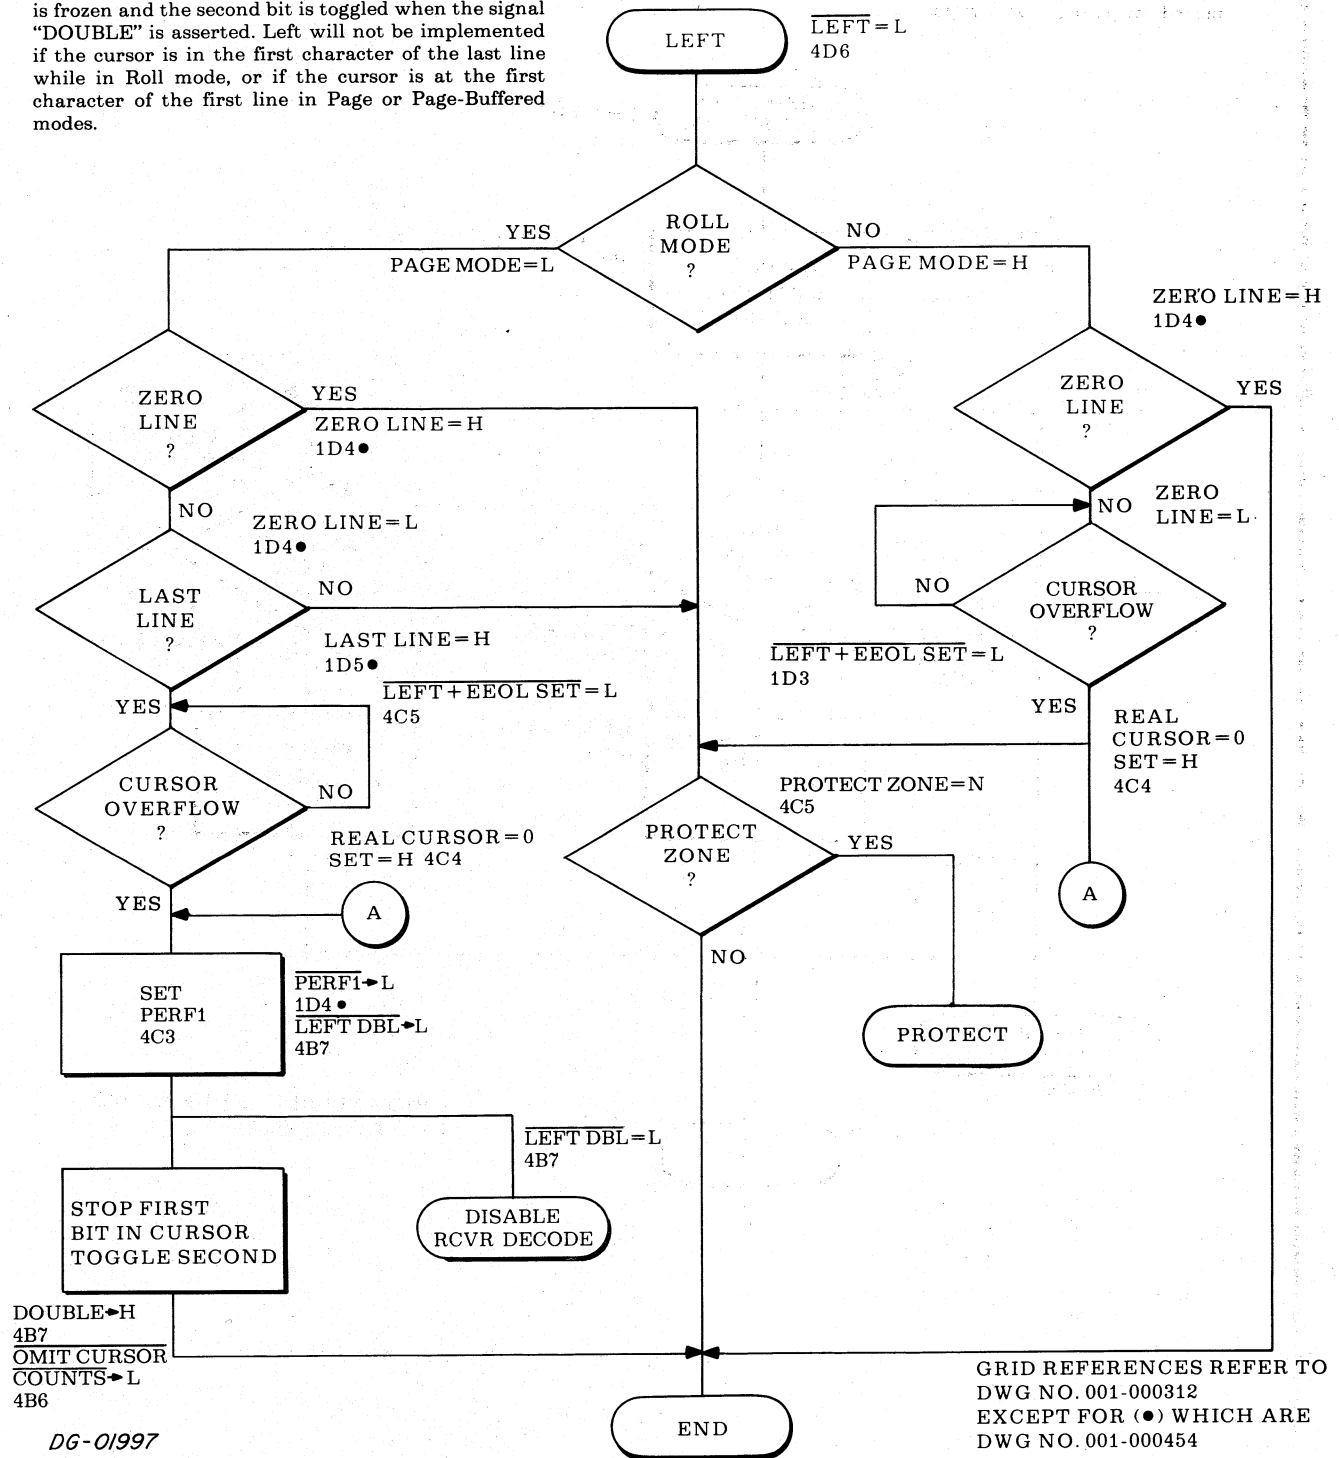 is frozen and the second bit is toggled when the signal
“DOUBLE” is asserted. Left will not be implemented
if the cursor is in the first character of the last line
while in Roll mode, or if the cursor is at the first
character of the first line in Page or Page-Buffered
modes.
LEFT
LEFT=L
4D6
ROLL
MODE
?
YES
PAGE MODE=L
NO
PAGE MODE=H
ZERO LINE=H
1D4●
ZERO
LINE
?
YES
ZERO LINE=H
1D4●
ZERO
LINE
?
YES
NO
ZERO LINE=L
1D4●
NO
ZERO
LINE=L
LAST
LINE
?
NO
LAST LINE=H
1D5●
NO
CURSOR
OVERFLOW
?
LEFT+EEOL SET=L
1D3
YES
LEFT+EEOL SET=L
4C5
YES
REAL
CURSOR=0
SET=H
4C4
CURSOR
OVERFLOW
?
NO
REAL CURSOR=0
SET=H 4C4
PROTECT ZONE=N
4C5
PROTECT
ZONE
?
YES
A
YES
A
NO
SET
PERF1
4C3
PERF1→L
1D4●
LEFT DBL→L
4B7
PROTECT
LEFT DBL=L
4B7
STOP FIRST
BIT IN CURSOR
TOGGLE SECOND
DISABLE
RCVR DECODE
DOUBLE→H
4B7
OMIT CURSOR
COUNTS→L
4B6
END
GRID REFERENCES REFER TO
DWG NO. 001-000312
EXCEPT FOR (●) WHICH ARE
DWG NO. 001-000454
DG-01997